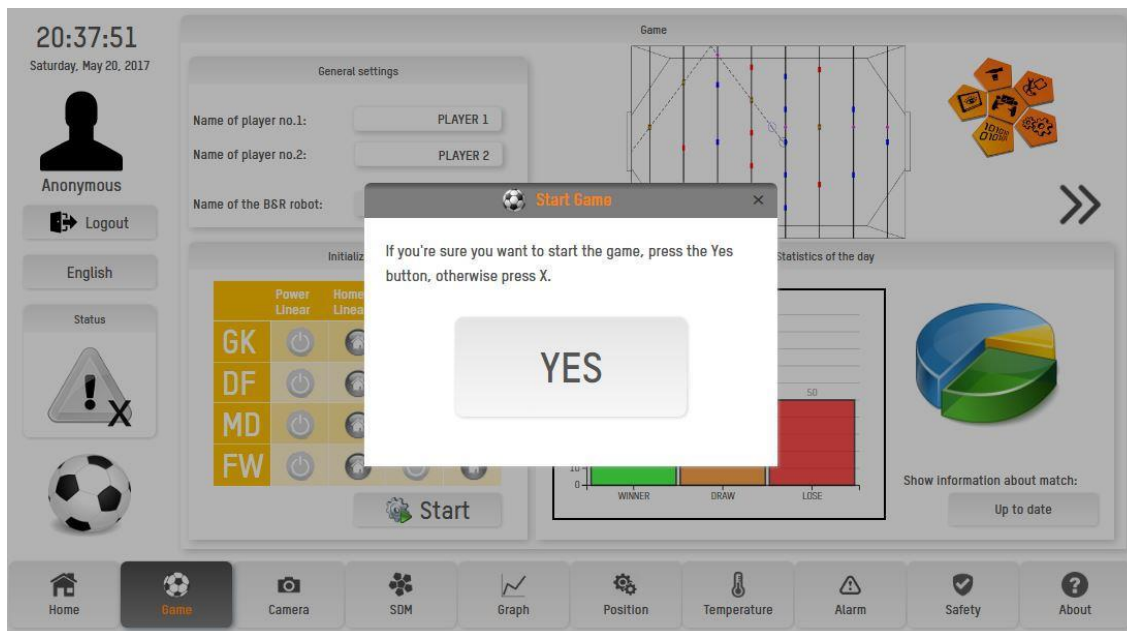 20:37:51
Saturday, May 20, 2017
Anonymous
Logout
English
Status
Game
General settings
Name of player no.1:
PLAYER 1
Name of player no.2:
PLAYER 2
Name of the B&R robot:
Start Game
×
If you're sure you want to start the game, press the Yes
button, otherwise press X.
YES
Power
Linear
Home
GK
DF
MD
FW
Start
Statistics of the day
50
10
0
WINNER
DRAW
LOSE
Show information about match:
Up to date
Home
Game
Camera
SDM
Graph
Position
Temperature
Alarm
Safety
About